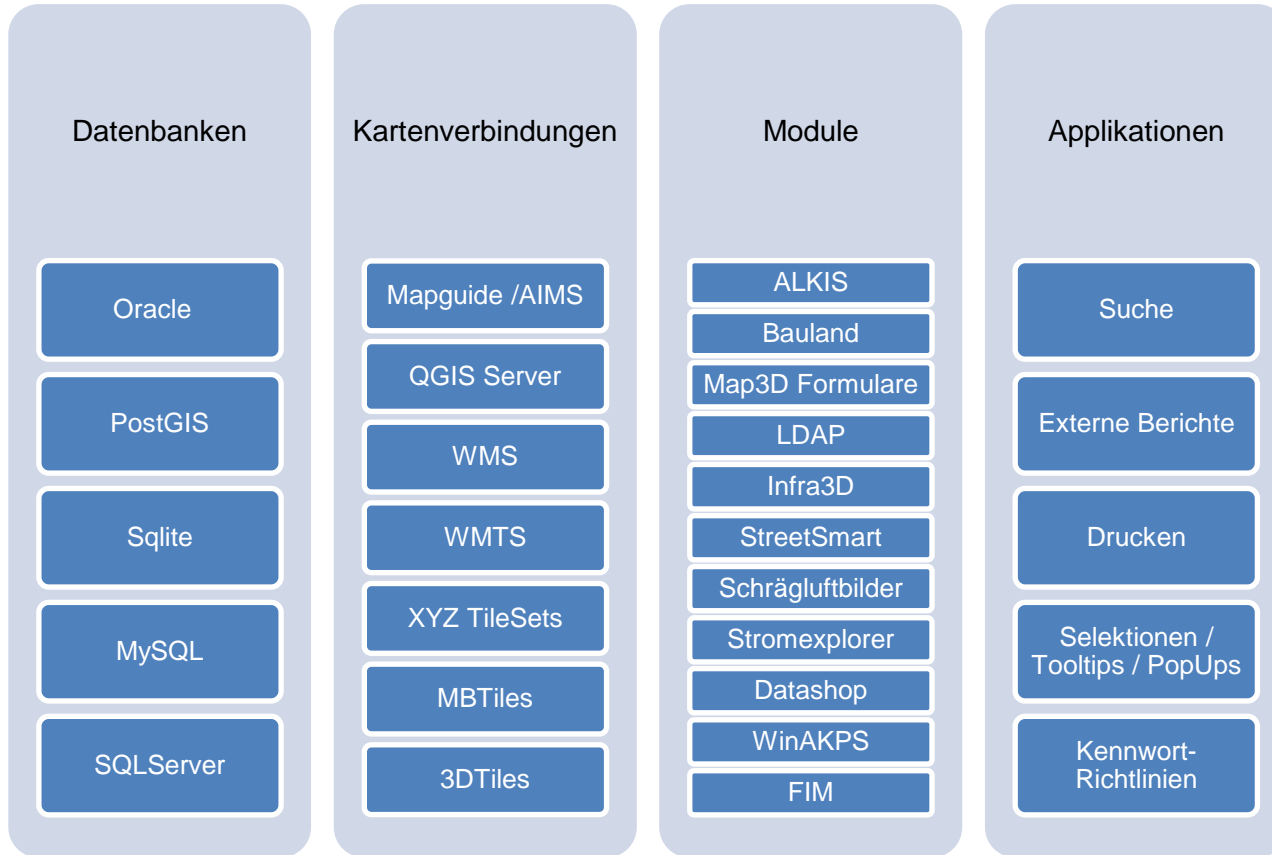 Datenbanken
Oracle
PostGIS
Sqlite
MySQL
SQLServer
Kartenverbindungen
Mapguide /AIMS
QGIS Server
WMS
WMTS
XYZ TileSets
MBTiles
3DTiles
Module
ALKIS
Bauland
Map3D Formulare
LDAP
Infra3D
StreetSmart
Schrägluftbilder
Stromexplorer
Datashop
WinAKPS
FIM
Applikationen
Suche
Externe Berichte
Drucken
Selektionen /
Tooltips / PopUps
Kennwort-
Richtlinien